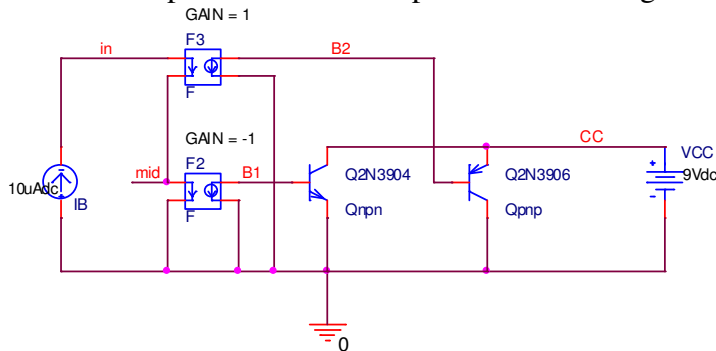 GAIN = 1
F3
in
B2
F
GAIN = -1
F2
mid
B1
F
CC
VCC
+
9Vdc
-
Q2N3904
Qnpn
Q2N3906
Qpnp
10uAdc
IB
0